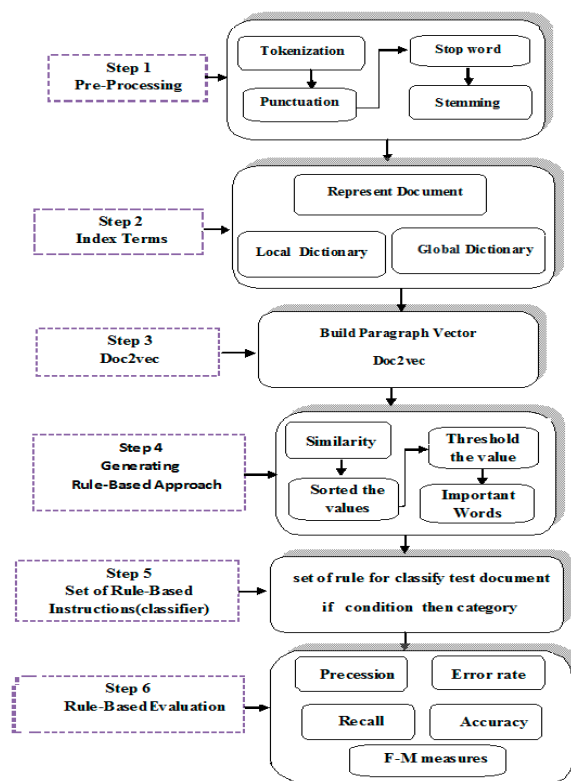 Step 1
Pre-Processing
Tokenization
Punctuation
Stop word
Stemming
Step 2
Index Terms
Represent Document
Local Dictionary
Global Dictionary
Step 3
Doc2vec
Build Paragraph Vector
Doc2vec
Step 4
Generating
Rule-Based Approach
Similarity
Sorted the
values
Threshold
the value
Important
Words
Step 5
Set of Rule-Based
Instructions(classifier)
set of rule for classify test document
if condition then category
Step 6
Rule-Based Evaluation
Precession
Error rate
Recall
Accuracy
F-M measures